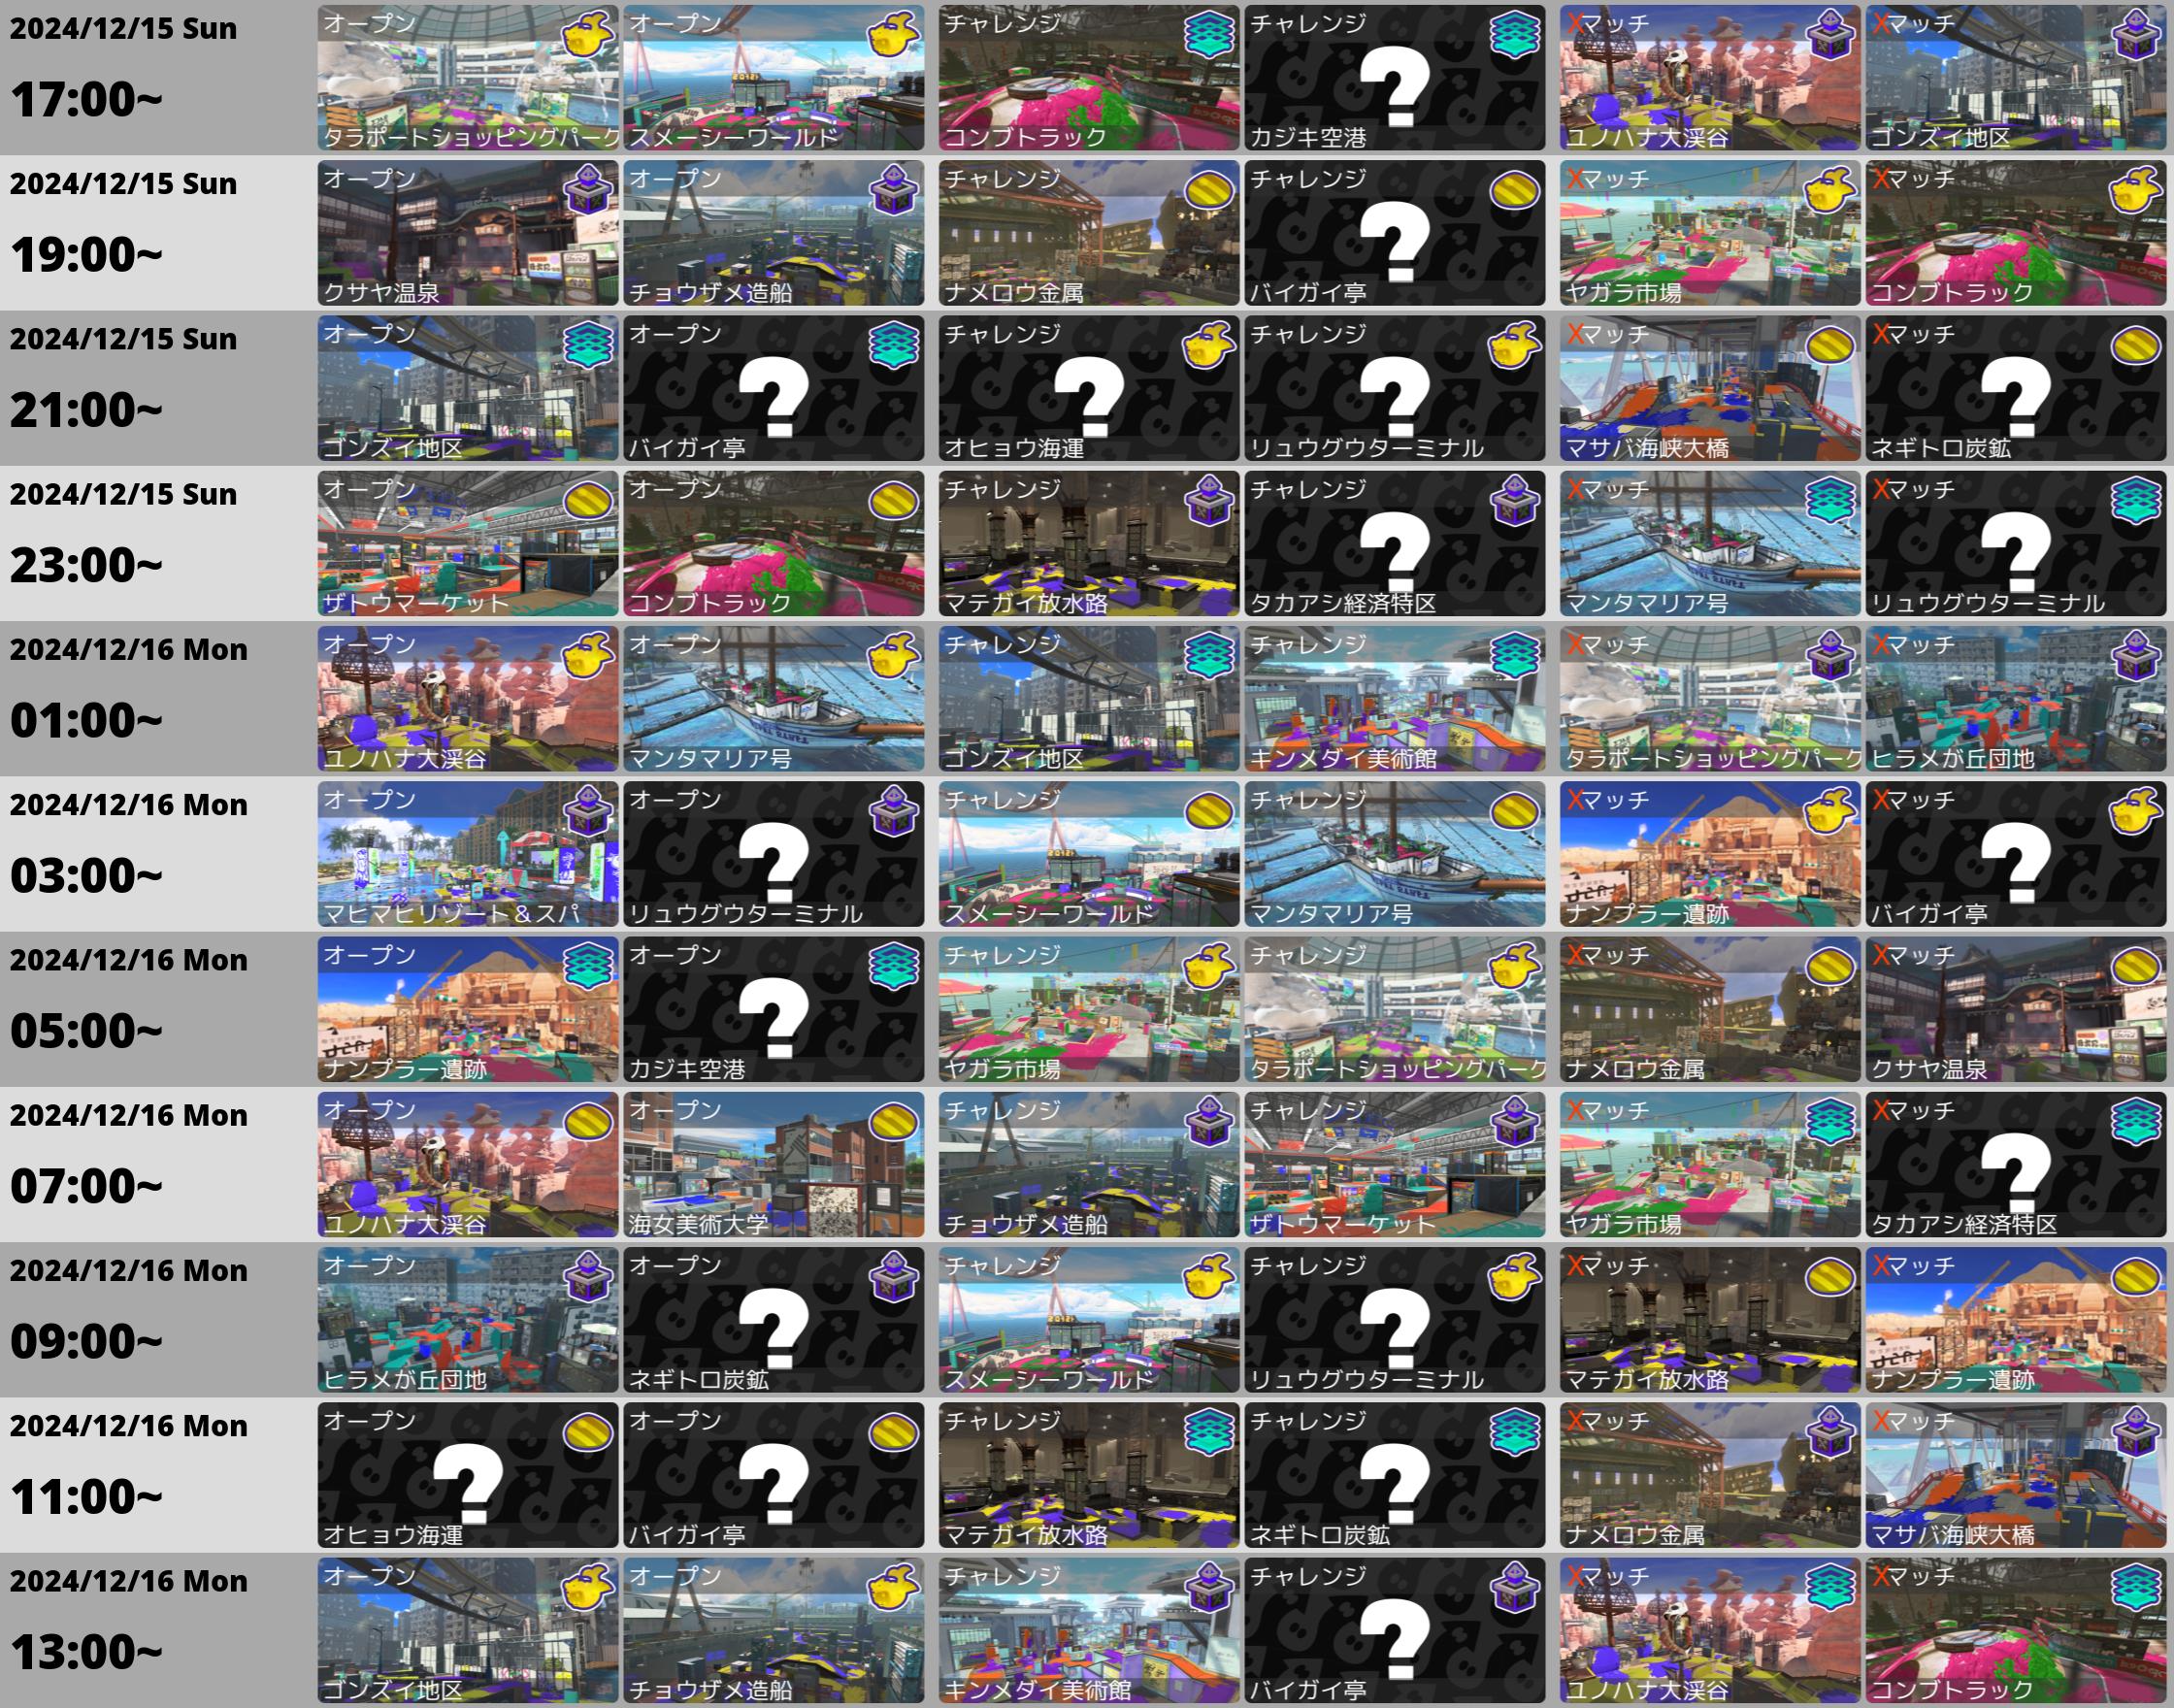 2024/12/15 Sun
17:00~
オープン
タラポートショッピングパーク
オープン
スメーシーワールド
チャレンジ
コンブトラック
チャレンジ
?
カジキ空港
Xマッチ
ユノハナ大渓谷
Xマッチ
ゴンズイ地区
2024/12/15 Sun
19:00~
オープン
クサヤ温泉
オープン
チョウザメ造船
チャレンジ
ナメロウ金属
チャレンジ
?
バイガイ亭
Xマッチ
ヤガラ市場
Xマッチ
コンブトラック
2024/12/15 Sun
21:00~
オープン
ゴンズイ地区
オープン
?
バイガイ亭
チャレンジ
?
オヒョウ海運
チャレンジ
?
リュウグウターミナル
Xマッチ
マサバ海峡大橋
Xマッチ
?
ネギトロ炭鉱
2024/12/15 Sun
23:00~
オープン
ザトウマーケット
オープン
コンブトラック
チャレンジ
マテガイ放水路
チャレンジ
?
タカアシ経済特区
Xマッチ
マンタマリア号
Xマッチ
?
リュウグウターミナル
2024/12/16 Mon
01:00~
オープン
ユノハナ大渓谷
オープン
マンタマリア号
チャレンジ
ゴンズイ地区
チャレンジ
キンメダイ美術館
Xマッチ
タラポートショッピングパーク
Xマッチ
ヒラメが丘団地
2024/12/16 Mon
03:00~
オープン
マヒマヒリゾート＆スパ
オープン
?
リュウグウターミナル
チャレンジ
スメーシーワールド
チャレンジ
マンタマリア号
Xマッチ
ナンプラー遺跡
Xマッチ
?
バイガイ亭
2024/12/16 Mon
05:00~
オープン
ナンプラー遺跡
オープン
?
カジキ空港
チャレンジ
ヤガラ市場
チャレンジ
タラポートショッピングパーク
Xマッチ
ナメロウ金属
Xマッチ
クサヤ温泉
2024/12/16 Mon
07:00~
オープン
ユノハナ大渓谷
オープン
海女美術大学
チャレンジ
チョウザメ造船
チャレンジ
ザトウマーケット
Xマッチ
ヤガラ市場
Xマッチ
?
タカアシ経済特区
2024/12/16 Mon
09:00~
オープン
ヒラメが丘団地
オープン
?
ネギトロ炭鉱
チャレンジ
スメーシーワールド
チャレンジ
?
リュウグウターミナル
Xマッチ
マテガイ放水路
Xマッチ
ナンプラー遺跡
2024/12/16 Mon
11:00~
オープン
?
オヒョウ海運
オープン
?
バイガイ亭
チャレンジ
マテガイ放水路
チャレンジ
?
ネギトロ炭鉱
Xマッチ
ナメロウ金属
Xマッチ
マサバ海峡大橋
2024/12/16 Mon
13:00~
オープン
ゴンズイ地区
オープン
チョウザメ造船
チャレンジ
キンメダイ美術館
チャレンジ
?
バイガイ亭
Xマッチ
ユノハナ大渓谷
Xマッチ
コンブトラック